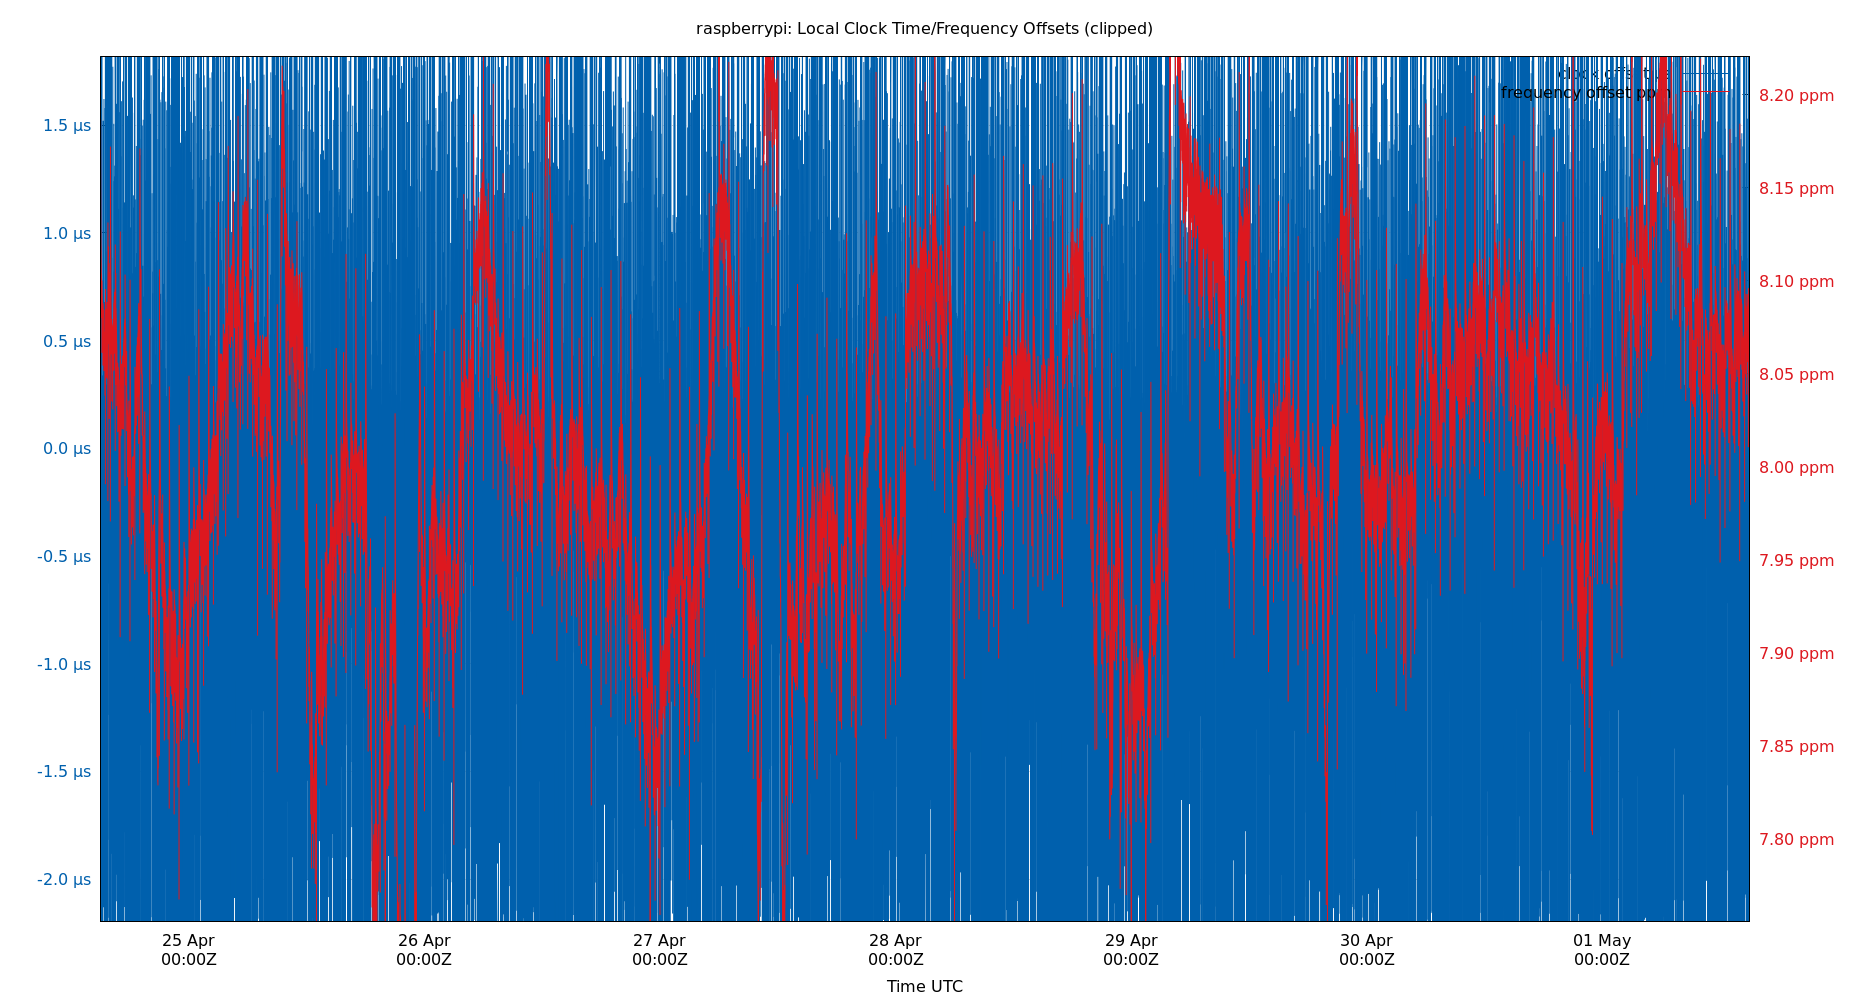 raspberrypi: Local Clock Time/Frequency Offsets (clipped)
clock offset μs
frequency offset ppm
1.5 μs
1.0 μs
0.5 μs
0.0 μs
-0.5 μs
-1.0 μs
-1.5 μs
-2.0 μs
8.20 ppm
8.15 ppm
8.10 ppm
8.05 ppm
8.00 ppm
7.95 ppm
7.90 ppm
7.85 ppm
7.80 ppm
25 Apr
00:00Z
26 Apr
00:00Z
27 Apr
00:00Z
28 Apr
00:00Z
29 Apr
00:00Z
30 Apr
00:00Z
01 May
00:00Z
Time UTC